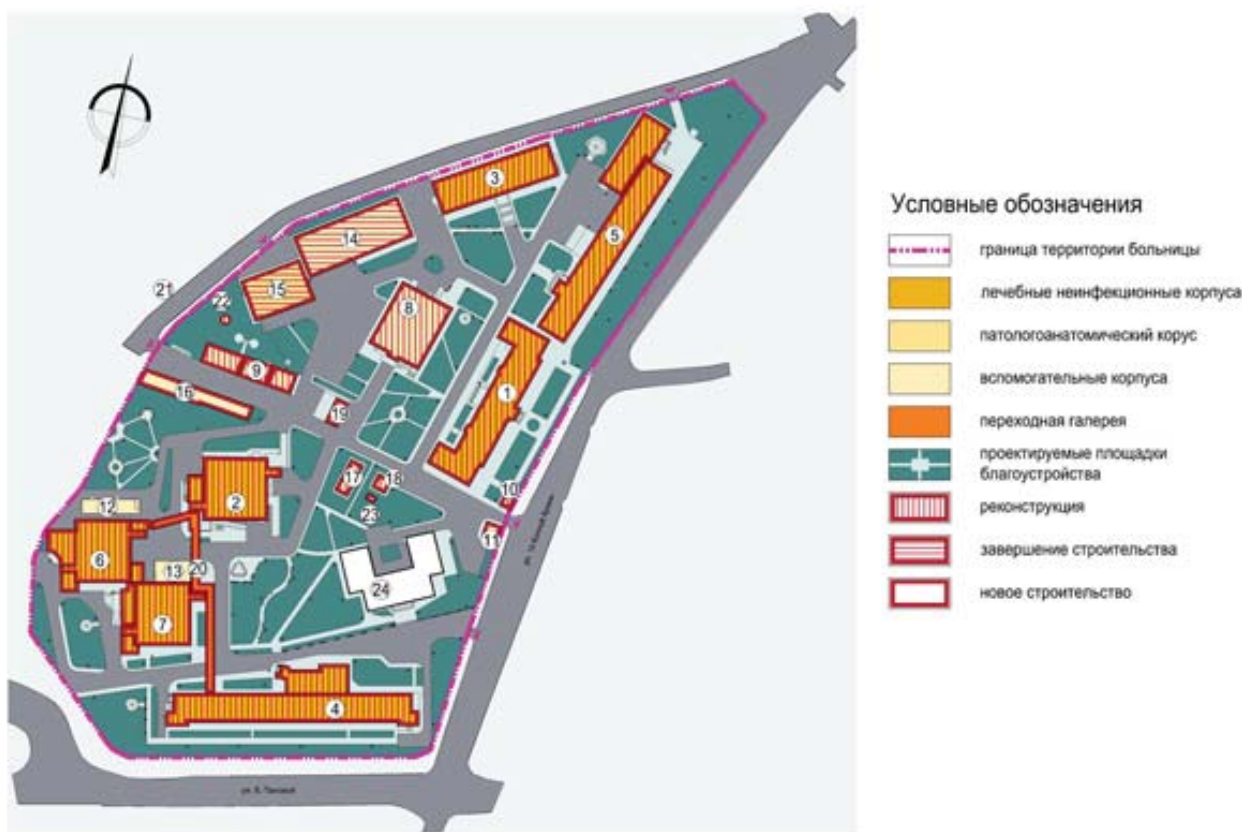 3
5
14
15
21
22
8
9
1
16
19
17
18
10
23
2
12
11
6
13
20
24
7
4
Условные обозначения
граница территории больницы
лечебные неинфекционные корпуса
патологоанатомический корус
вспомогательные корпуса
переходная галерея
проектируемые площадки
благоустройства
реконструкция
завершение строительства
новое строительство